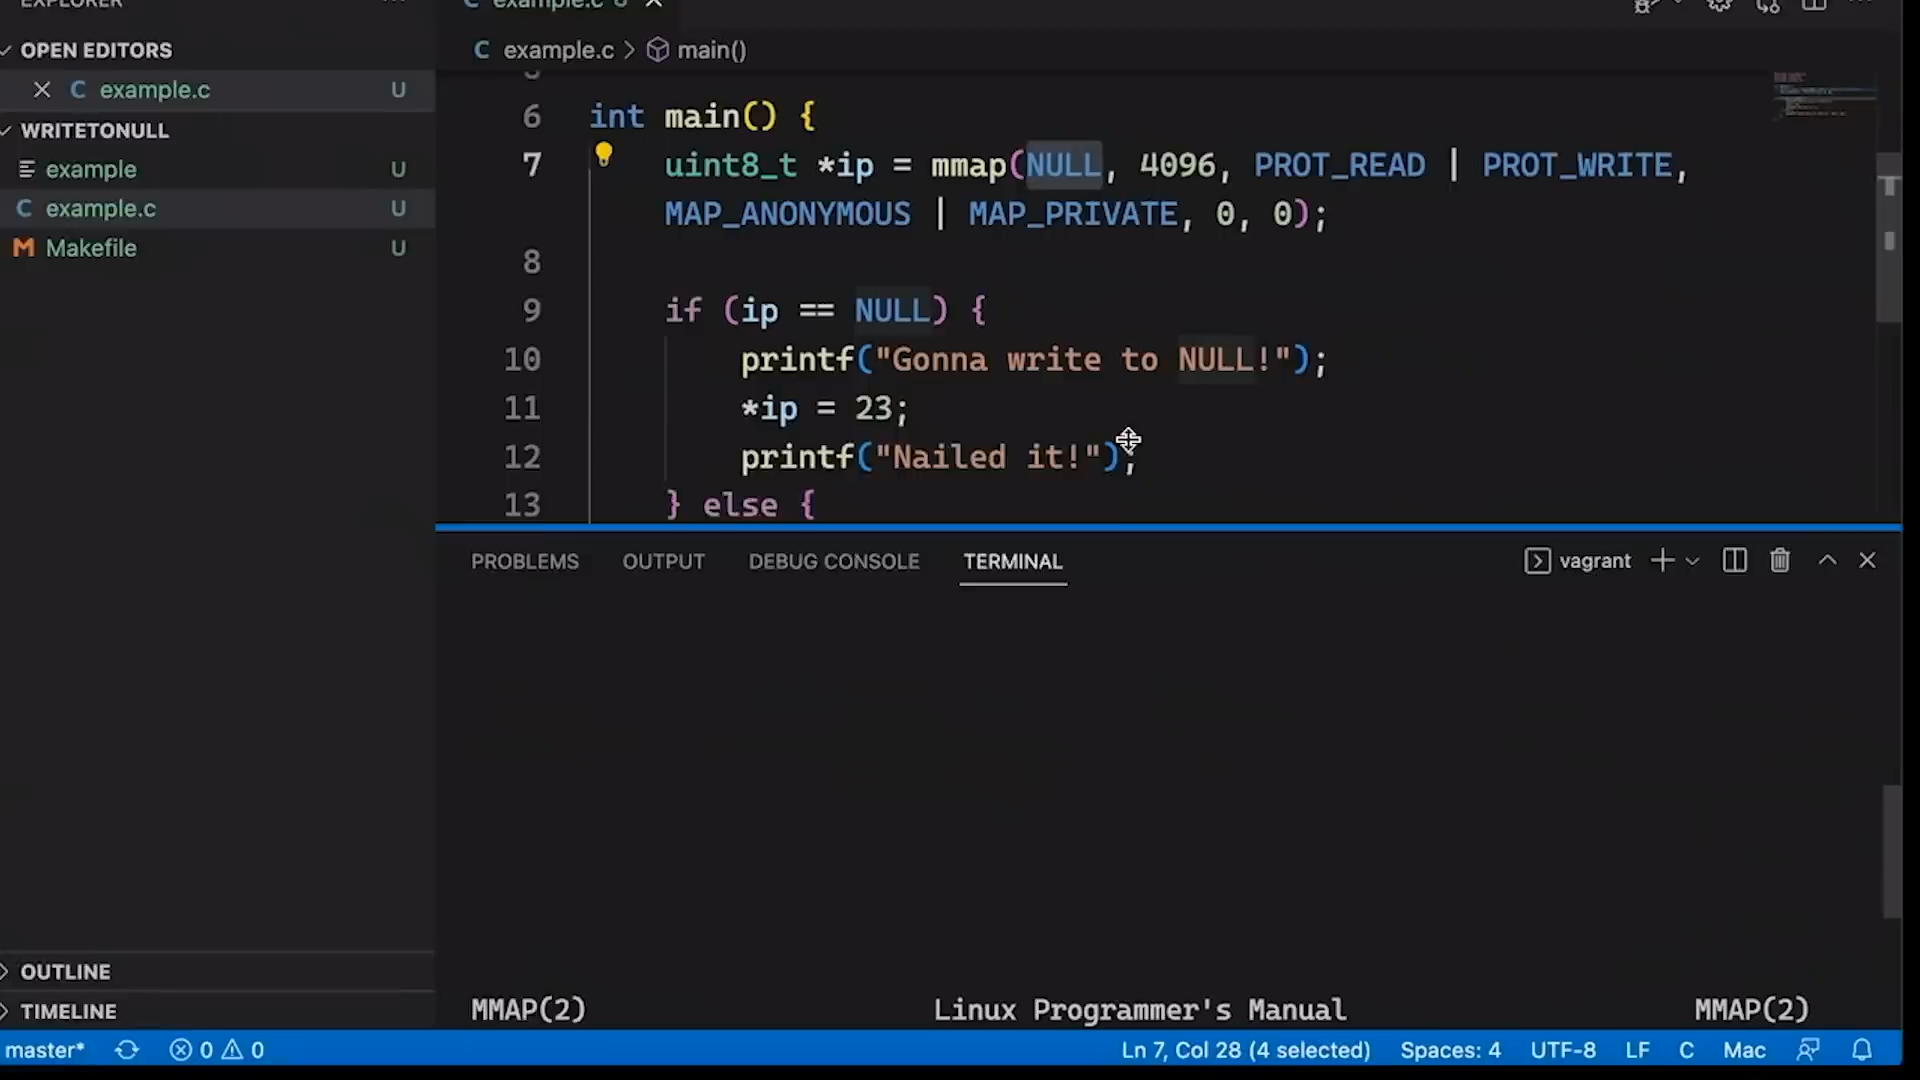 EXPLORER
example.c U
OPEN EDITORS
example.c > main()
example.c U
WRITETONULL
example U
example.c U
Makefile U
6 int main() {
7 uint8_t *ip = mmap(NULL, 4096, PROT_READ | PROT_WRITE,
MAP_ANONYMOUS | MAP_PRIVATE, 0, 0);
8
9 if (ip == NULL) {
10 printf("Gonna write to NULL!");
11 *ip = 23;
12 printf("Nailed it!");
13 } else {
PROBLEMS OUTPUT DEBUG CONSOLE TERMINAL vagrant
OUTLINE
TIMELINE
MMAP(2) Linux Programmer's Manual MMAP(2)
master* 0 0 Ln 7, Col 28 (4 selected) Spaces: 4 UTF-8 LF C Mac